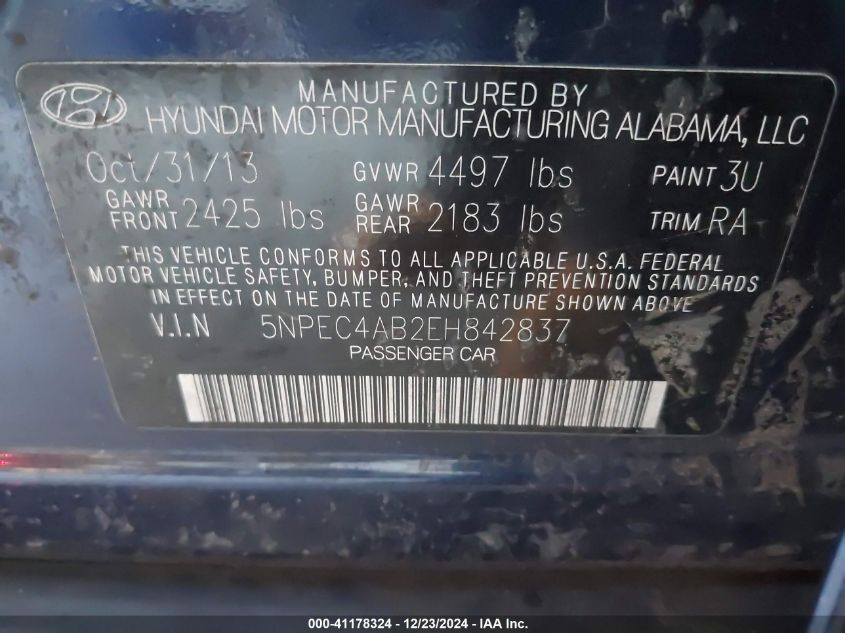 MANUFACTURED BY
HYUNDAI MOTOR MANUFACTURING ALABAMA, LLC
Oct/31/13 GVWR 4497 lbs PAINT 3U
GAWR FRONT 2425 lbs GAWR REAR 2183 lbs TRIM RA
THIS VEHICLE CONFORMS TO ALL APPLICABLE U.S.A. FEDERAL
MOTOR VEHICLE SAFETY, BUMPER, AND THEFT PREVENTION STANDARDS
IN EFFECT ON THE DATE OF MANUFACTURE SHOWN ABOVE
V.I.N 5NPEC4AB2EH842837
PASSENGER CAR
000-41178324 - 12/23/2024 - IAA Inc.